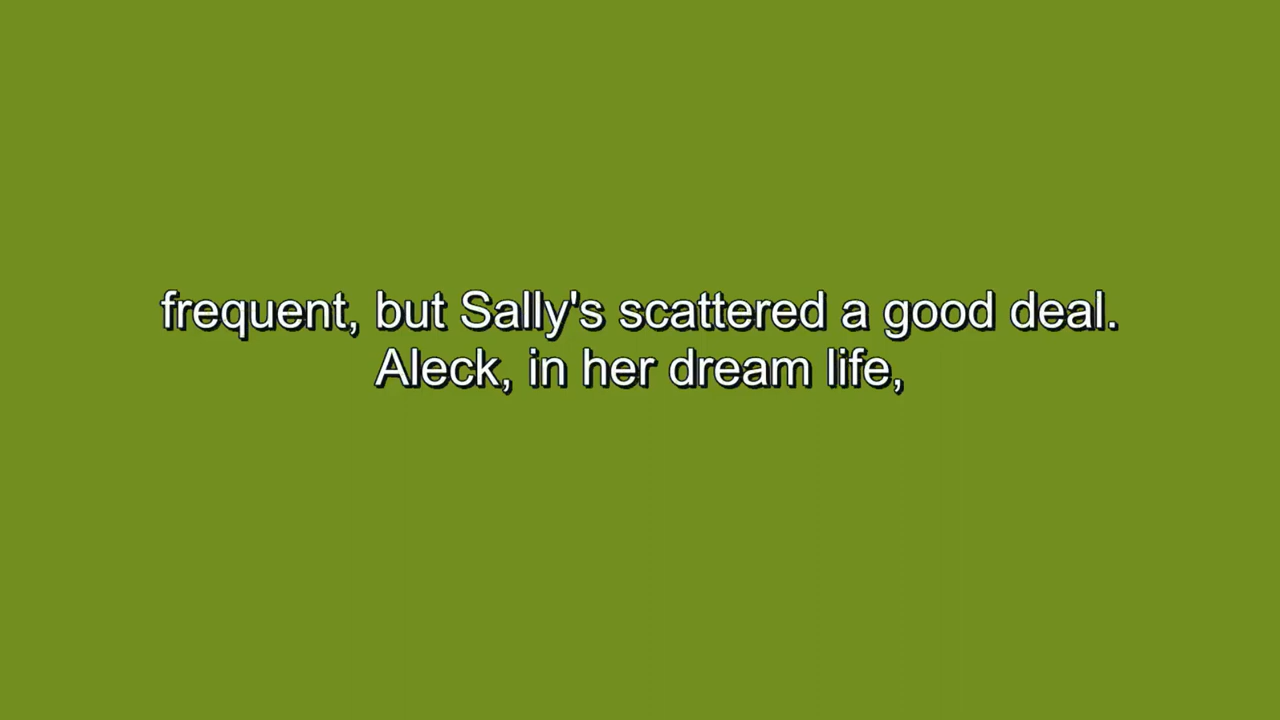 frequent, but Sally's scattered a good deal.
Aleck, in her dream life,